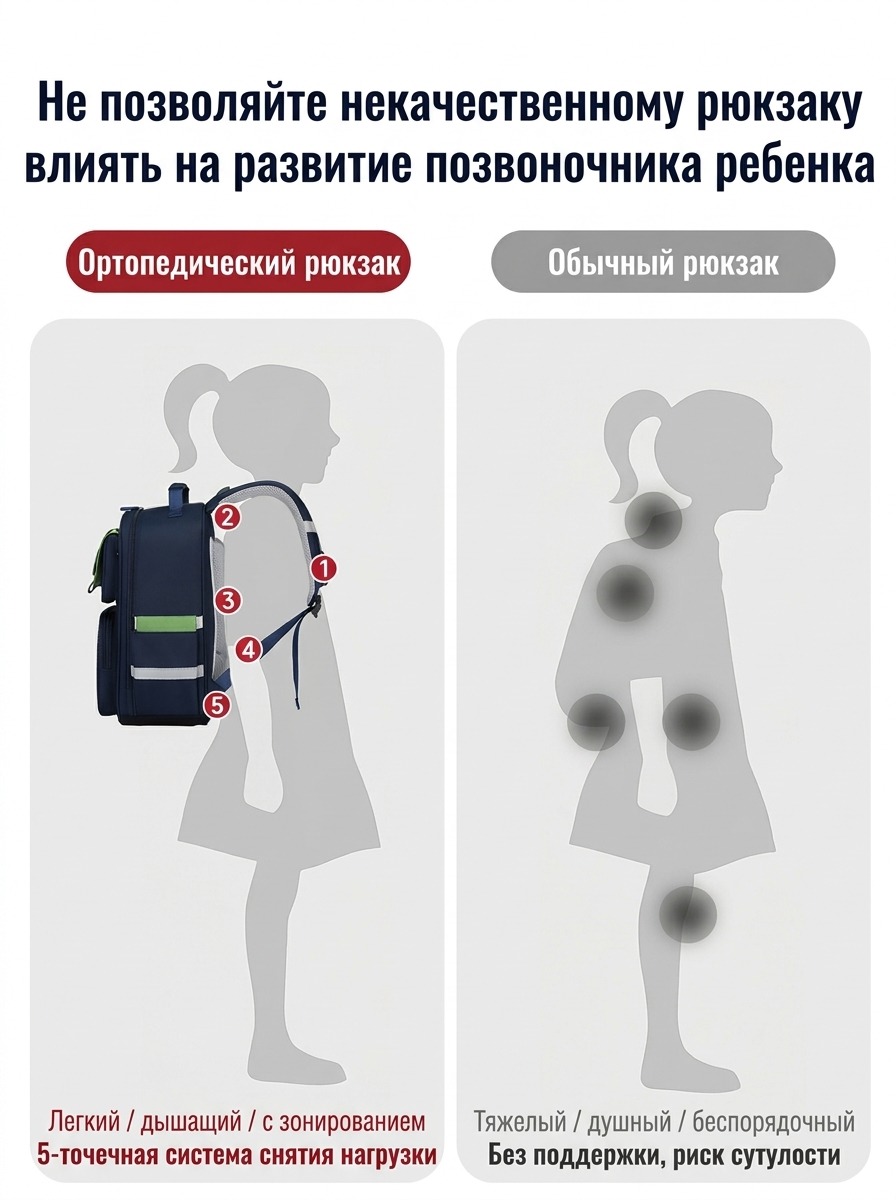 Не позволяйте некачественному рюкзаку
влиять на развитие позвоночника ребенка
Ортопедический рюкзак
Обычный рюкзак
2
1
3
4
5
Легкий / дышащий / с зонированием
5-точечная система снятия нагрузки
Тяжелый / душный / беспорядочный
Без поддержки, риск сутулости